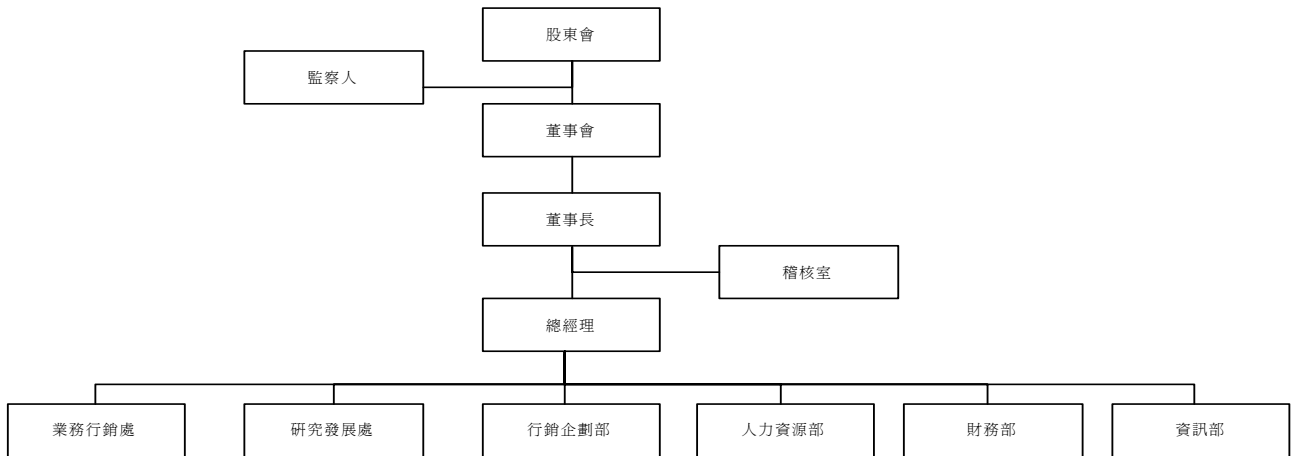 股東會
監察人
董事會
董事長
稽核室
總經理
業務行銷處
研究發展處
行銷企劃部
人力資源部
財務部
資訊部